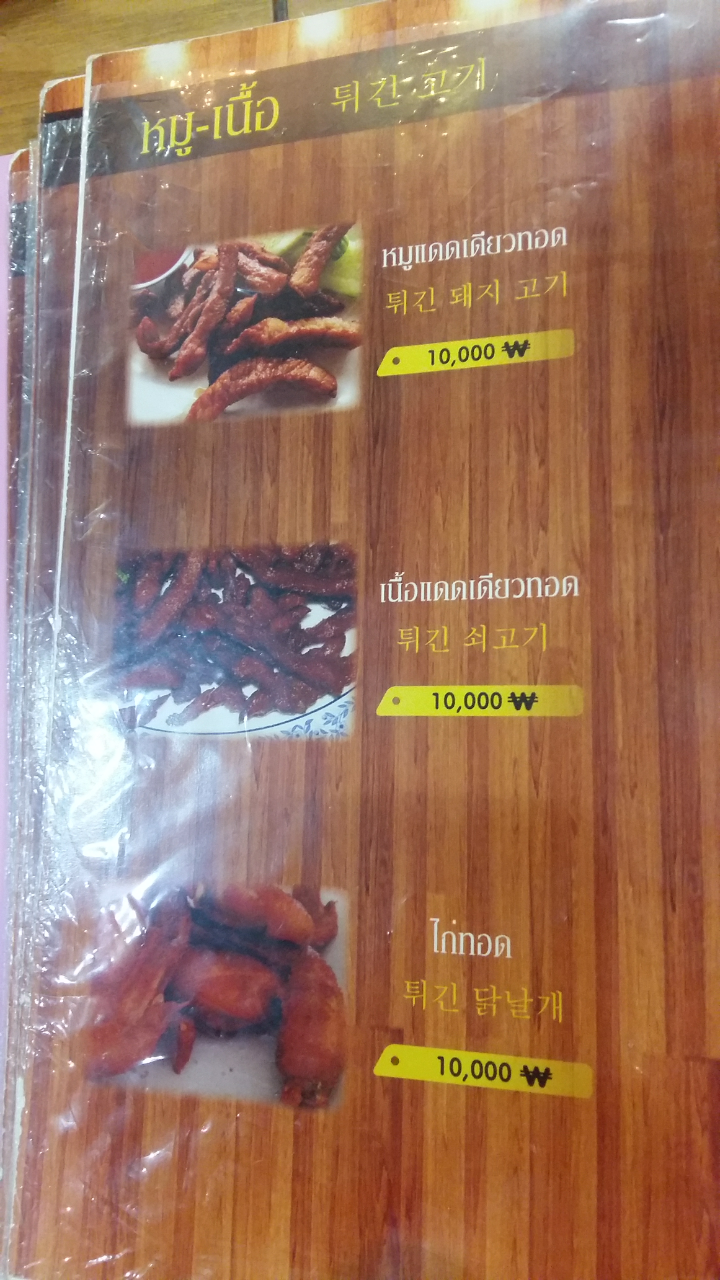 หมู-เนื้อ 튀긴 고기
หมูแดดเดียวทอด
튀긴 돼지 고기
10,000 ₩
เนื้อแดดเดียวทอด
튀긴 쇠고기
10,000 ₩
ไก่ทอด
튀긴 닭날개
10,000 ₩